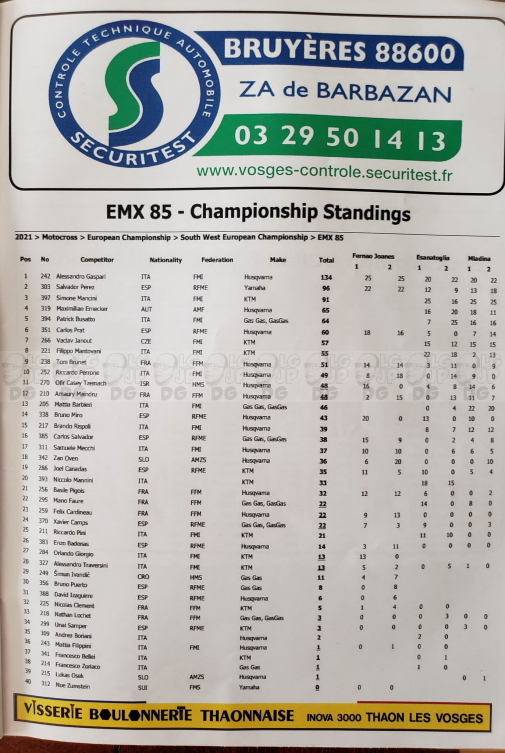 CONTROLE TECHNIQUE AUTOMOBILE
SECURITEST
BRUYÈRES 88600
ZA de BARBAZAN
03 29 50 14 13
www.vosges-controle.securitest.fr
EMX 85 - Championship Standings
2021 > Motocross > European Championship > South West European Championship > EMX 85
Pos No Competitor Nationality Federation Make Total Fernao Joanes Esanatoglia Mladina
1 2 1 2 1 2
1 242 Alessandro Gaspari ITA FMI Husqvarna 134 25 25 20 22 20 22
2 303 Salvador Perez ESP RFME Yamaha 96 22 22 12 9 13 18
3 397 Simone Mancini ITA FMI KTM 91 25 16 25 25
4 319 Maximilian Ernecker AUT AMF Husqvarna 65 16 20 18 11
5 394 Patrick Busatto ITA FMI Gas Gas, GasGas 64 7 25 16 16
6 351 Carlos Prat ESP RFME Husqvarna 60 18 16 5 0 7 14
7 266 Vaclav Janout CZE FMI KTM 57 15 12 15 15
8 221 Filippo Mantovani ITA FMI KTM 55 22 18 2 13
9 238 Tom Brunet FRA FFM Husqvarna 51 14 14 3 11 0 9
10 252 Riccardo Perrone ITA FMI Husqvarna 49 8 18 0 14 9 0
11 270 Ofir Casey Tzemach ISR HMS Husqvarna 48 16 0 4 8 14 6
12 210 Amaury Maindru FRA FFM Husqvarna 48 2 15 0 13 11 7
13 205 Mattia Barbieri ITA FMI Gas Gas, GasGas 46 0 4 22 20
14 338 Bruno Miro ESP RFME Husqvarna 43 20 0 13 0 10 0
15 217 Brando Rispoli ITA FMI Husqvarna 39 8 7 12 12
16 385 Carlos Salvador ESP RFME Gas Gas, GasGas 38 15 9 0 2 4 8
17 311 Samuele Mecchi ITA FMI Husqvarna 37 10 10 0 6 6 5
18 342 Zan Oven SLO AMZS Husqvarna 36 6 20 0 0 0 10
19 286 Joel Canadas ESP RFME KTM 35 11 5 10 0 5 4
20 393 Niccolo Mannini ITA KTM 33 18 15
21 256 Basile Pigois FRA FFM Husqvarna 32 12 12 6 0 0 2
22 295 Mano Faure FRA FFM Gas Gas, GasGas 22 14 0 8 0
23 259 Felix Cardineau FRA FFM Husqvarna 22 9 13 0 0 0 0
24 370 Xavier Camps ESP RFME Gas Gas, GasGas 22 7 3 9 0 0 3
25 211 Riccardo Pini ITA FMI KTM 21 11 10 0 0
26 383 Enzo Badenas ESP RFME Husqvarna 14 3 11 0 0 0 0
27 284 Orlando Giorgio ITA FMI KTM 13 13 0
28 327 Alessandro Traversini ITA FMI KTM 13 5 2 0 5 1 0
29 249 Šimun Ivandić CRO HMS Gas Gas 11 4 7
30 356 Bruno Puerto ESP RFME Gas Gas 8 0 8
31 388 David Izaguirre ESP RFME Husqvarna 6 0 6
32 225 Nicolas Clement FRA FFM KTM 5 1 4 0 0
33 218 Nathan Lochet FRA FFM Gas Gas, GasGas 3 0 0 0 3 0 0
34 299 Unai Samper ESP RFME KTM 3 0 0 0 0 3 0
35 309 Andrea Boriani ITA Husqvarna 2 2 0
36 243 Mattia Filippini ITA FMI Husqvarna 1 0 1 0 0
37 341 Francesco Bellei ITA KTM 1 0 1
38 214 Francesco Zoriaco ITA Gas Gas 1 1 0
39 215 Lukas Osek SLO AMZS Husqvarna 1 0 1
40 312 Noe Zumstein SUI FMS Yamaha 0 0 0
VISSERIE BOULONNERIE THAONNAISE INOVA 3000 THAON LES VOSGES